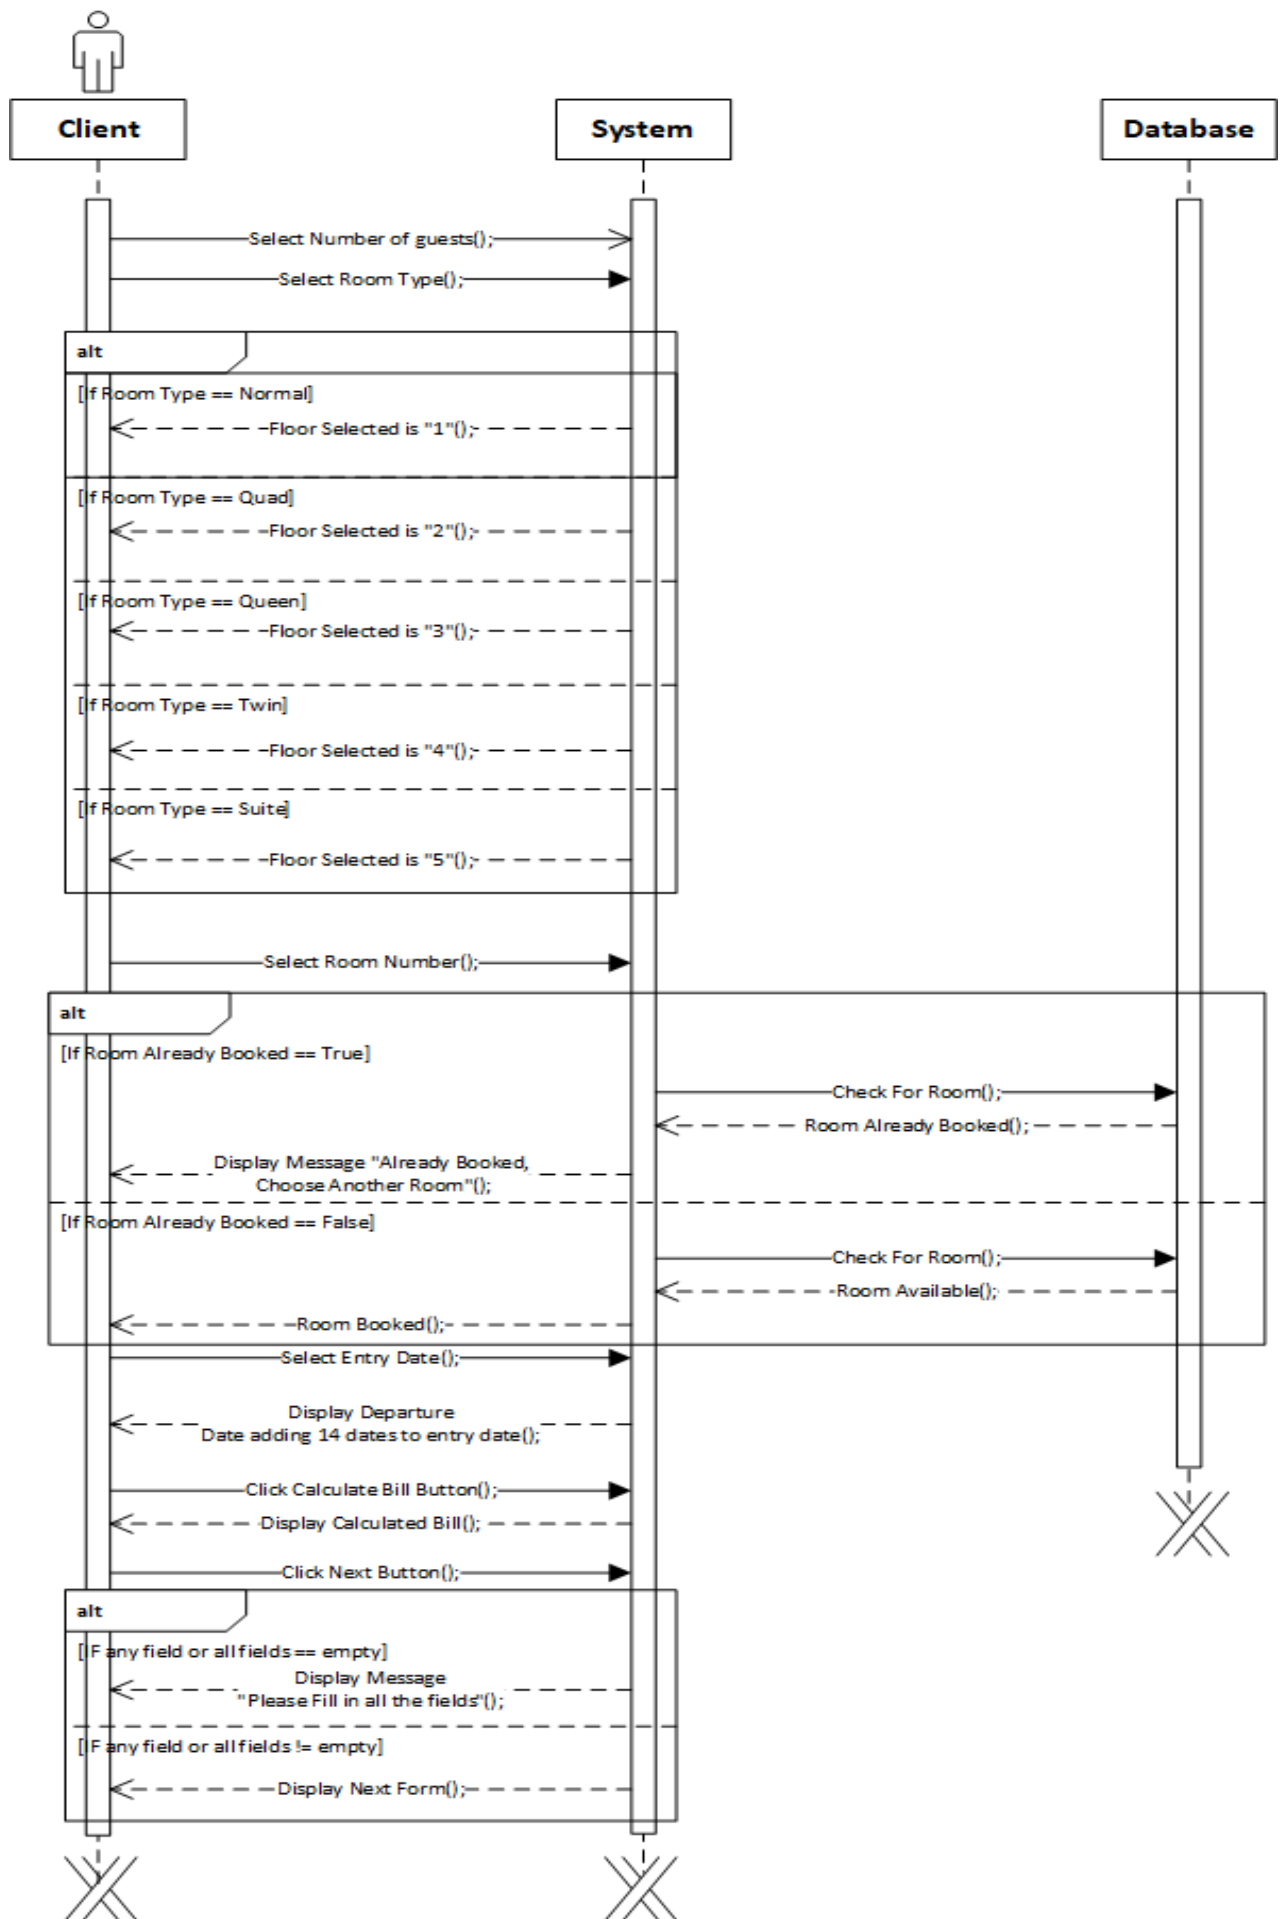 Client
System
Database
Select Number of guests();
Select Room Type();
alt
[If Room Type == Normal]
Floor Selected is "1"();
[If Room Type == Quad]
Floor Selected is "2"();
[If Room Type == Queen]
Floor Selected is "3"();
[If Room Type == Twin]
Floor Selected is "4"();
[If Room Type == Suite]
Floor Selected is "5"();
Select Room Number();
alt
[If Room Already Booked == True]
Check For Room();
Room Already Booked();
Display Message "Already Booked,
Choose Another Room"();
[If Room Already Booked == False]
Check For Room();
Room Available();
Room Booked();
Select Entry Date();
Display Departure
Date adding 14 dates to entry date();
Click Calculate Bill Button();
Display Calculated Bill();
Click Next Button();
alt
[IF any field or all fields == empty]
Display Message
"Please Fill in all the fields"();
[IF any field or all fields != empty]
Display Next Form();